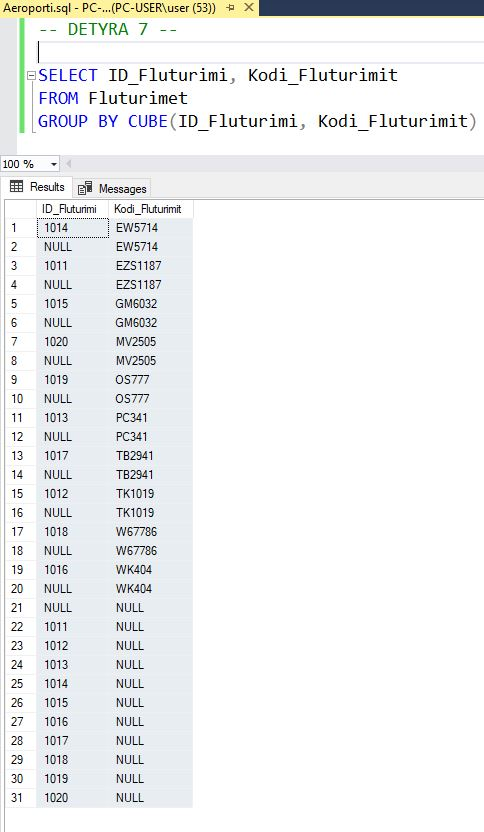 Aeroporti.sql - PC-...(PC-USER\user (53))
-- DETYRA 7 --
SELECT ID_Fluturimi, Kodi_Fluturimit
FROM Fluturimet
GROUP BY CUBE(ID_Fluturimi, Kodi_Fluturimit)
100 %
Results Messages
ID_Fluturimi Kodi_Fluturimit
1 1014 EW5714
2 NULL EW5714
3 1011 EZS1187
4 NULL EZS1187
5 1015 GM6032
6 NULL GM6032
7 1020 MV2505
8 NULL MV2505
9 1019 OS777
10 NULL OS777
11 1013 PC341
12 NULL PC341
13 1017 TB2941
14 NULL TB2941
15 1012 TK1019
16 NULL TK1019
17 1018 W67786
18 NULL W67786
19 1016 WK404
20 NULL WK404
21 NULL NULL
22 1011 NULL
23 1012 NULL
24 1013 NULL
25 1014 NULL
26 1015 NULL
27 1016 NULL
28 1017 NULL
29 1018 NULL
30 1019 NULL
31 1020 NULL